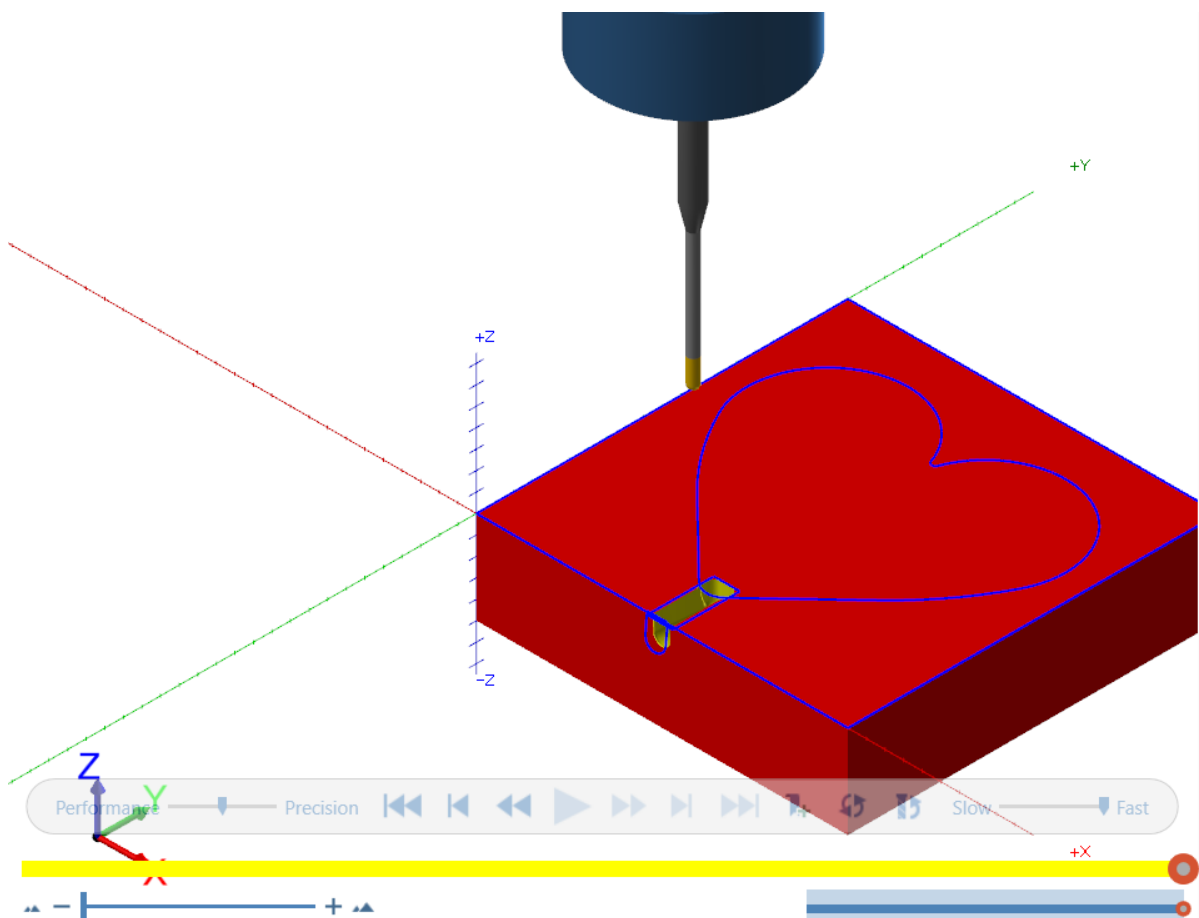 +Y
+Z
-Z
Z
Y
X
Performance
Precision
Slow
Fast
+X